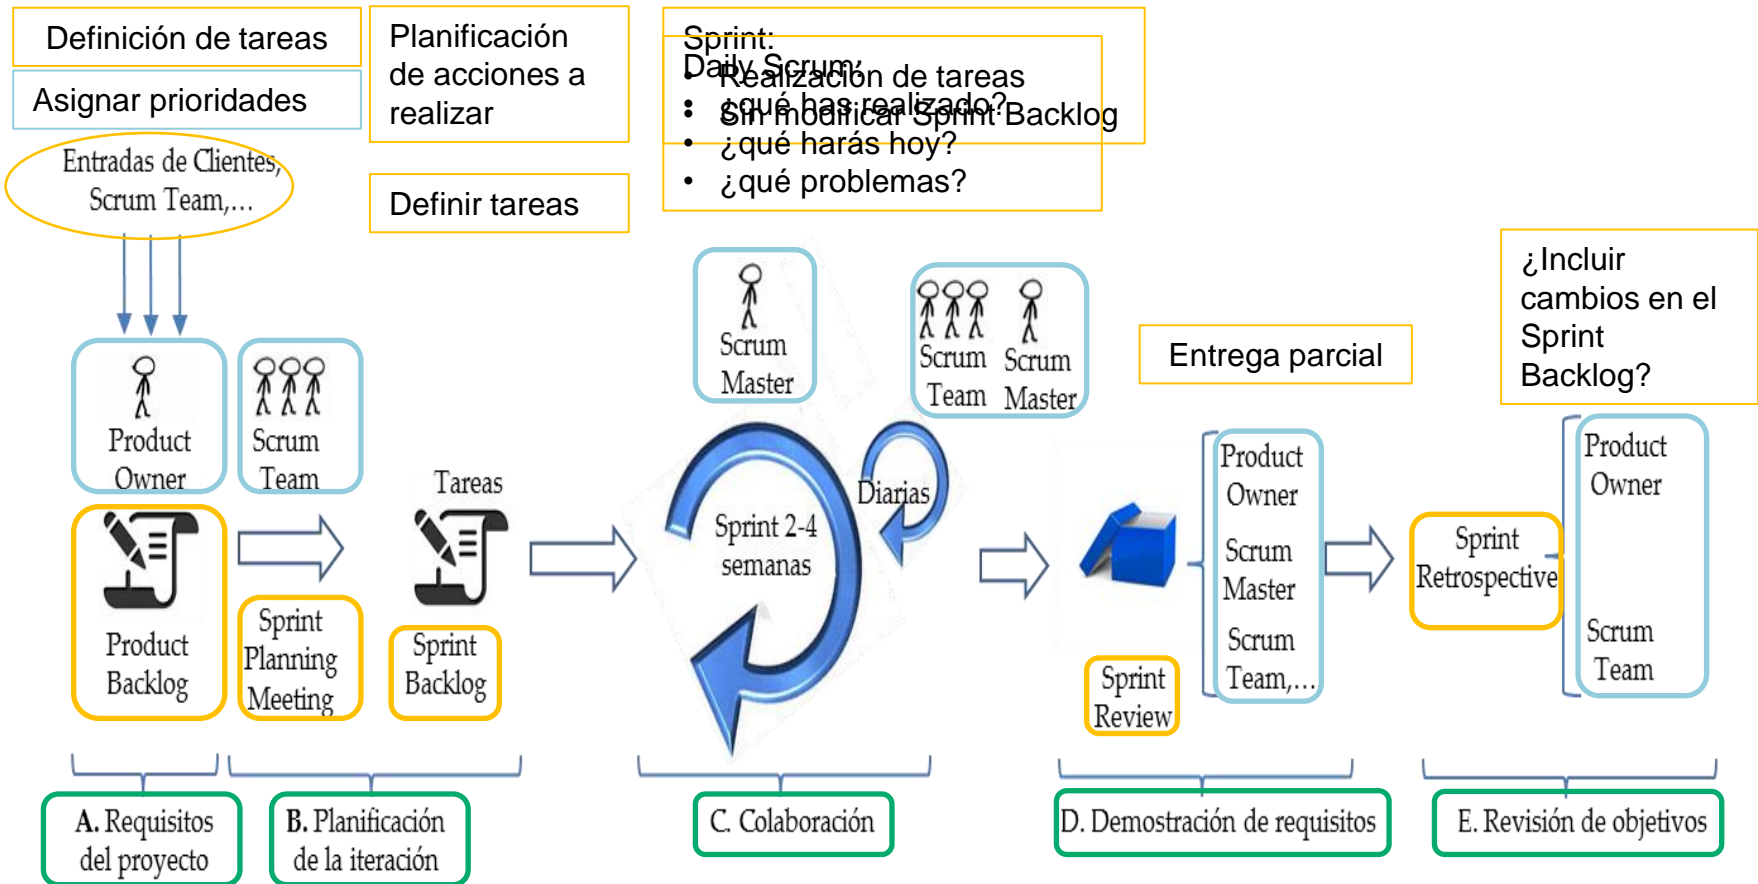 Definición de tareas
Asignar prioridades
Entradas de Clientes,
Scrum Team,...
Planificación
de acciones a
realizar
Definir tareas
Sprint:
• Realización de tareas
• Sin modificar Sprint Backlog
Daily Scrum:
• ¿qué has realizado?
• ¿qué harás hoy?
• ¿qué problemas?
¿Incluir
cambios en el
Sprint
Backlog?
Entrega parcial
Product
Owner
Scrum
Team
Scrum
Master
Scrum
Team
Scrum
Master
Product
Backlog
Sprint
Planning
Meeting
Tareas
Sprint
Backlog
Sprint 2-4
semanas
Diarias
Sprint
Review
Product
Owner
Scrum
Master
Scrum
Team,...
Sprint
Retrospective
Product
Owner
Scrum
Team
A. Requisitos
del proyecto
B. Planificación
de la iteración
C. Colaboración
D. Demostración de requisitos
E. Revisión de objetivos